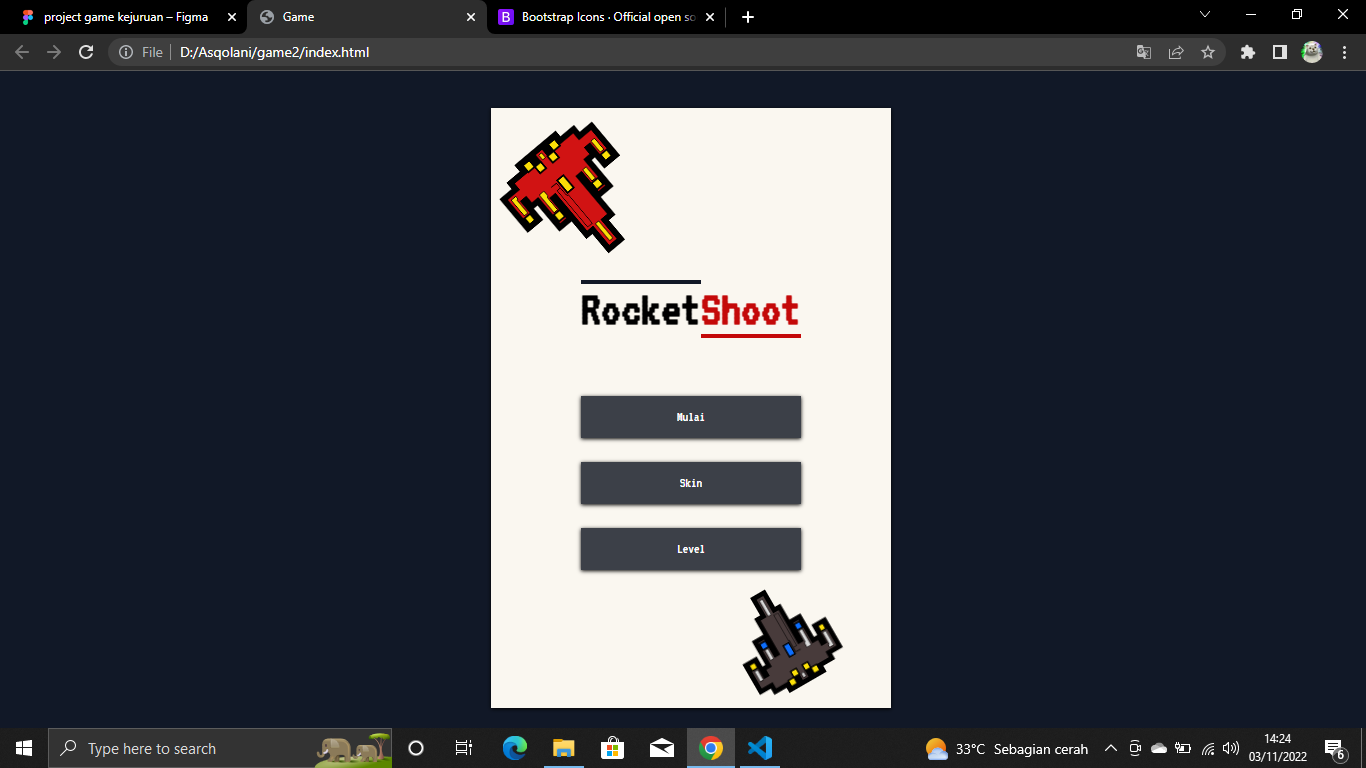 project game kejuruan – Figma
Game
Bootstrap Icons · Official open so
File
D:/Asqolani/game2/index.html
RocketShoot
Mulai
Skin
Level
Type here to search
33°C Sebagian cerah
14:24
03/11/2022
6